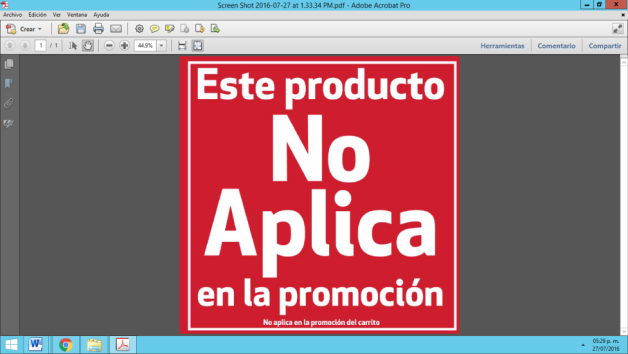 Screen Shot 2016-07-27 at 1.33.34 PM.pdf - Adobe Acrobat Pro
Archivo Edición Ver Ventana Ayuda
Crear
1 / 1 44.9%
Herramientas Comentario Compartir
Este producto
No
Aplica
en la promoción
No aplica en la promoción del carrito
05:28 p. m.
27/07/2016